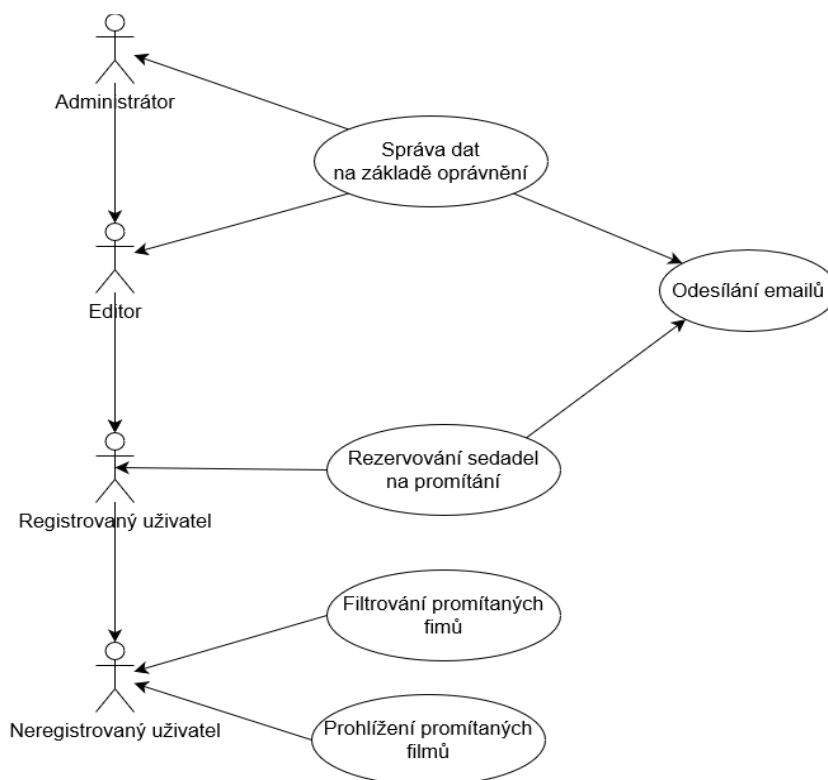 Administrátor
Správa dat
na základě oprávnění
Editor
Odesílání emailů
Rezervování sedadel
na promítání
Registrovaný uživatel
Filtrování promítaných
fimů
Neregistrovaný uživatel
Prohlížení promítaných
filmů